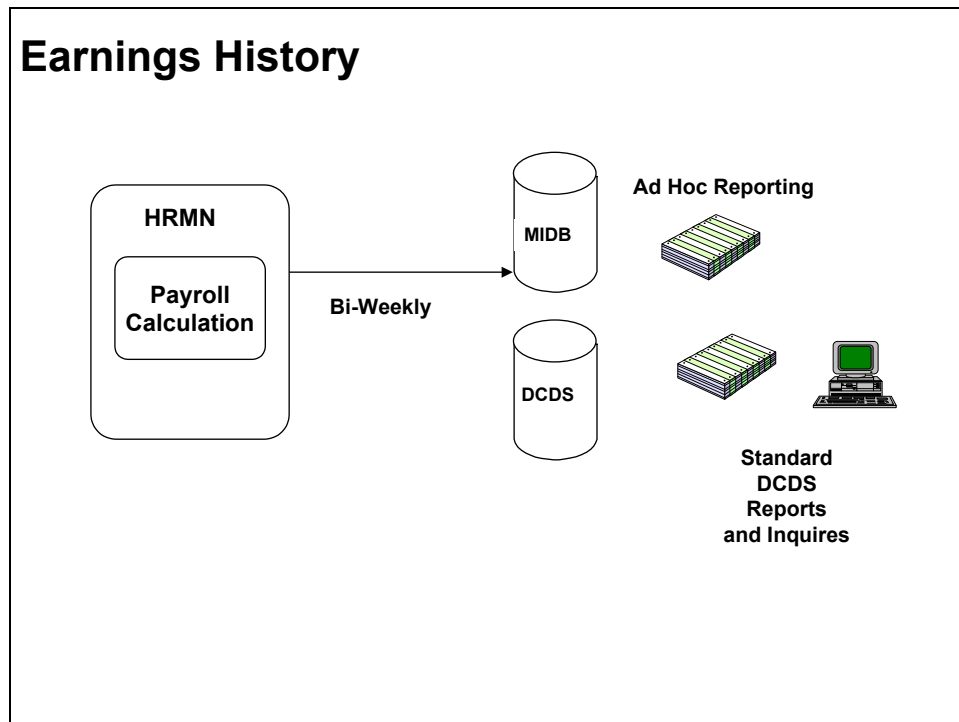 Earnings History
HRMN
Payroll
Calculation
Bi-Weekly
MIDB
DCDS
Ad Hoc Reporting
Standard
DCDS
Reports
and Inquires